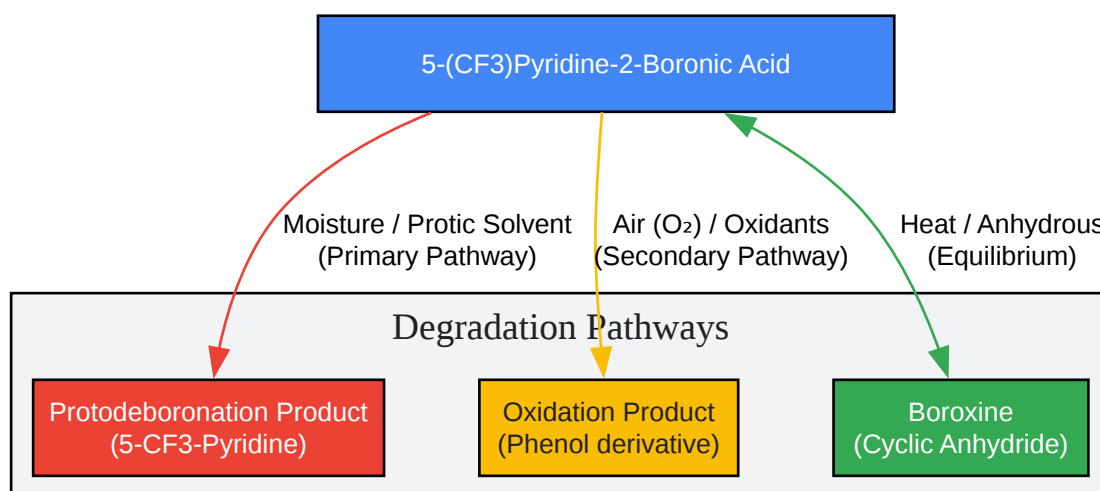 5-(CF3)Pyridine-2-Boronic Acid
Moisture / Protic Solvent
(Primary Pathway)
Air (O₂) / Oxidants
(Secondary Pathway)
Heat / Anhydrous
(Equilibrium)
Degradation Pathways
Protodeboronation Product
(5-CF3-Pyridine)
Oxidation Product
(Phenol derivative)
Boroxine
(Cyclic Anhydride)